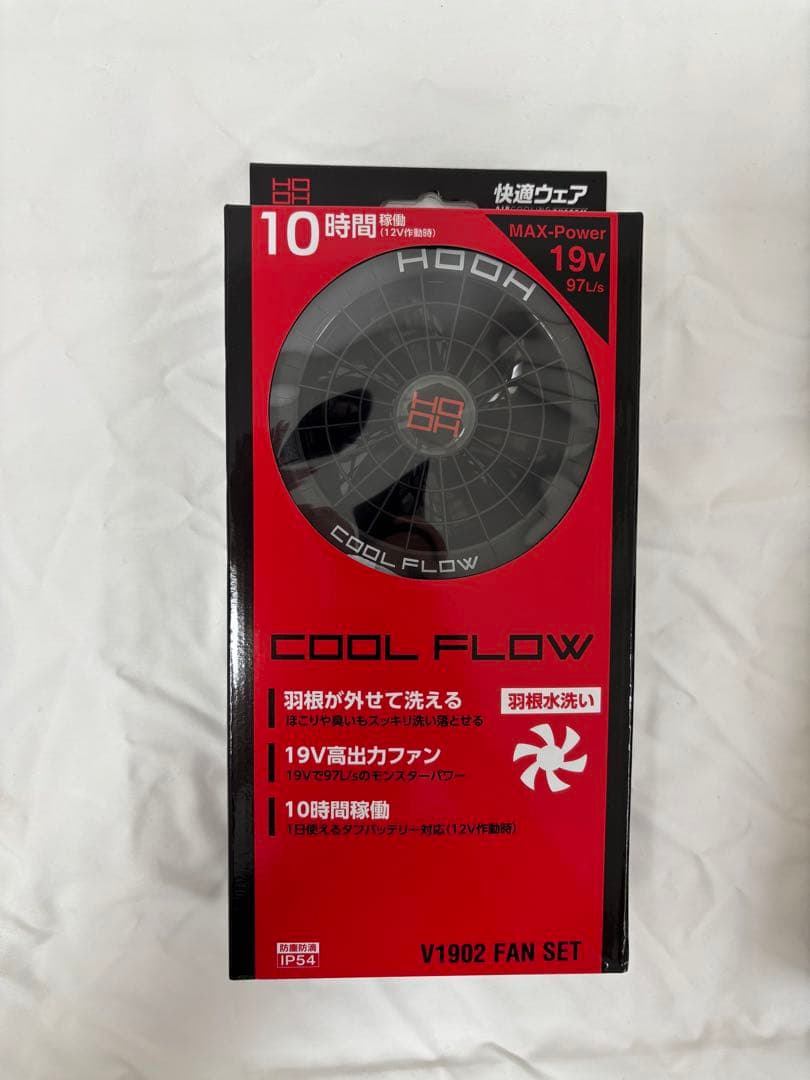 HOOH
快適ウェア
10時間 稼働
(12V作動時)
MAX-Power
19V
97L/s
HOOH
HOOH
COOL FLOW
COOL FLOW
羽根が外せて洗える
ほこりや臭いもスッキリ洗い落とせる
羽根水洗い
19V高出力ファン
19Vで97L/sのモンスターパワー
10時間稼働
1日使えるタフバッテリー対応(12V作動時)
防塵防滴
IP54
V1902 FAN SET